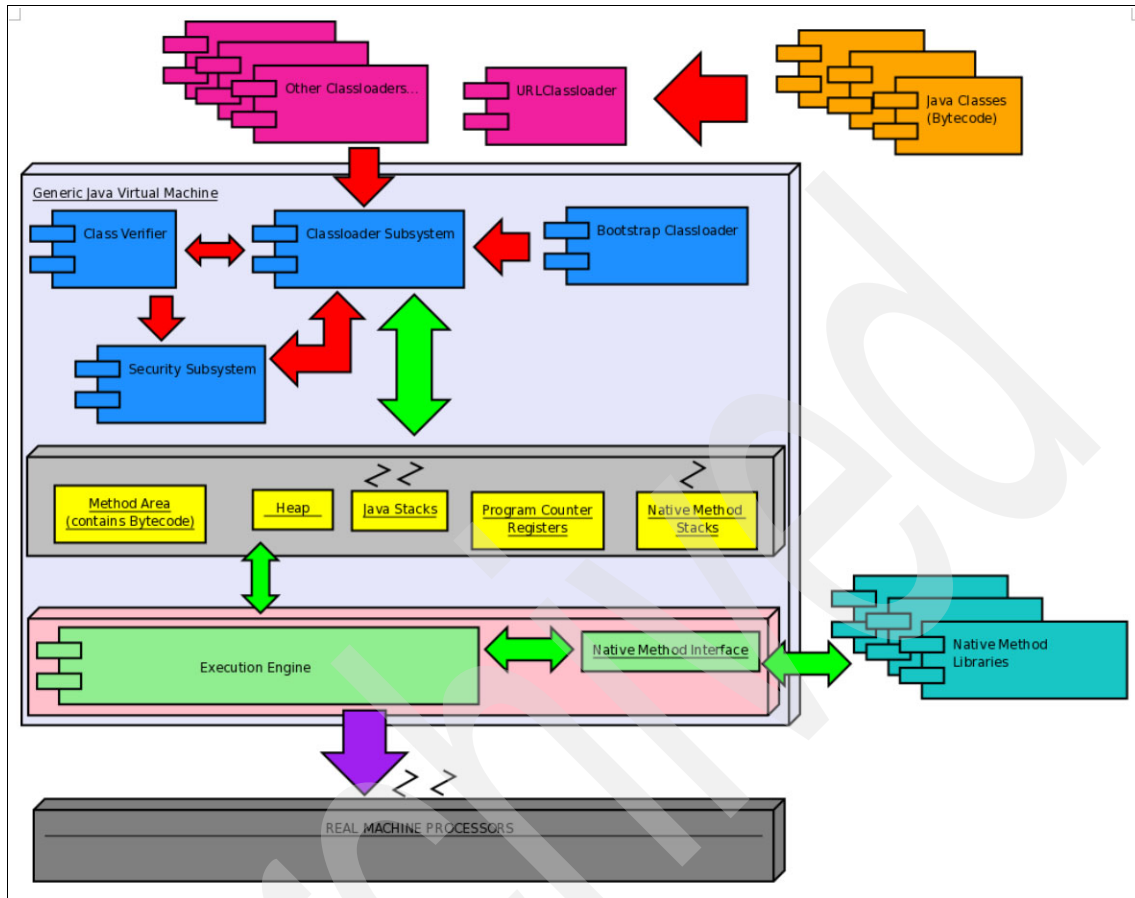 Other Classloaders...
URLClassloader
Java Classes
(Bytecode)
Generic Java Virtual Machine
Class Verifier
Classloader Subsystem
Bootstrap Classloader
Security Subsystem
Method Area
(contains Bytecode)
Heap
Java Stacks
Program Counter
Registers
Native Method
Stacks
Execution Engine
Native Method Interface
Native Method
Libraries
REAL MACHINE PROCESSORS